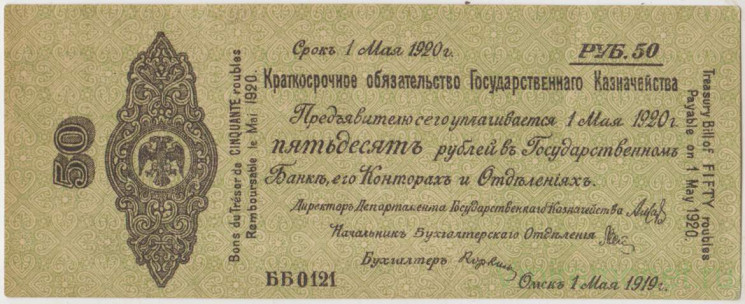 Срокъ 1 Мая 1920 г.
РУБ. 50
Краткосрочное обязательство Государственнаго Казначейства
Предъявителю сего уплачивается 1 Мая 1920 г.
пятьдесятъ рублей въ Государственномъ
Банкѣ, его Конторахъ и Отдѣленіяхъ.
Директоръ Департамента Государственнаго Казначейства
Начальникъ Бухгалтерскаго Отдѣленія
Бухгалтеръ
ББ0121
Омскъ 1 Мая 1919 г.
50
Bons du Trésor de CINQUANTE roubles
Remboursable le Mai 1920.
Treasury Bill of FIFTY roubles
Payable on 1 May 1920.